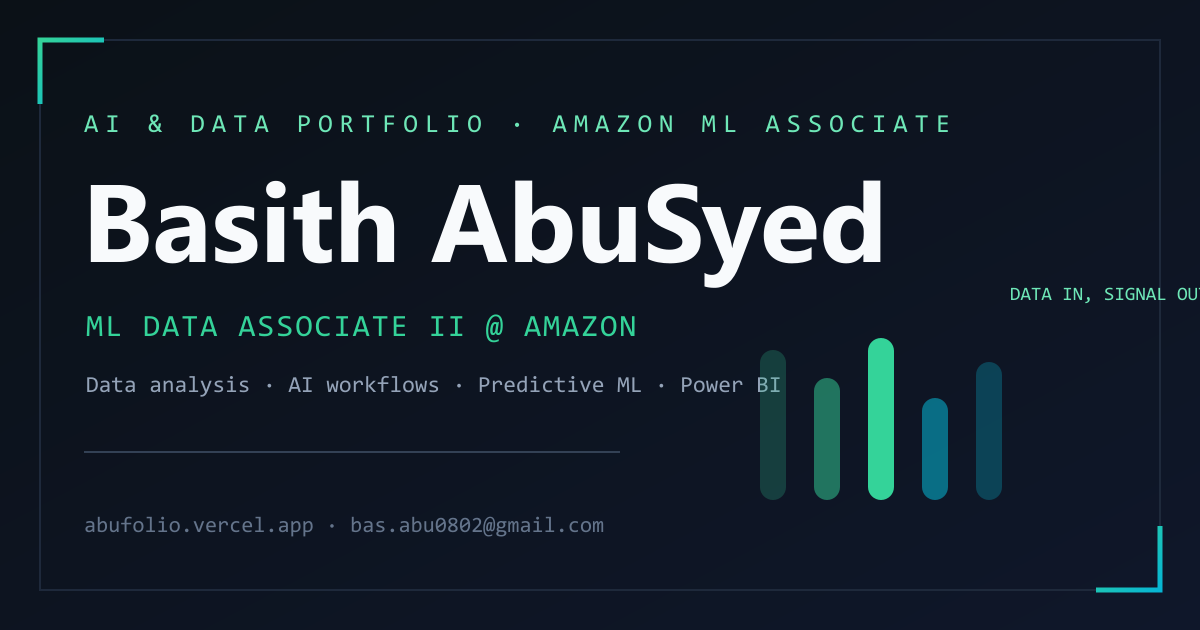 AI & DATA PORTFOLIO · AMAZON ML ASSOCIATE
Basith AbuSyed
DATA IN, SIGNAL OUT
ML DATA ASSOCIATE II @ AMAZON
Data analysis · AI workflows · Predictive ML · Power BI
abufolio.vercel.app · bas.abu0802@gmail.com